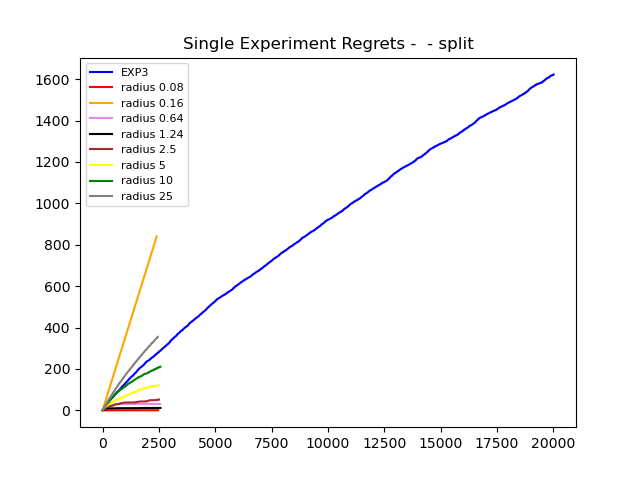 Single Experiment Regrets -  - split
EXP3
radius 0.08
radius 0.16
radius 0.64
radius 1.24
radius 2.5
radius 5
radius 10
radius 25
1600
1400
1200
1000
800
600
400
200
0
0 2500 5000 7500 10000 12500 15000 17500 20000